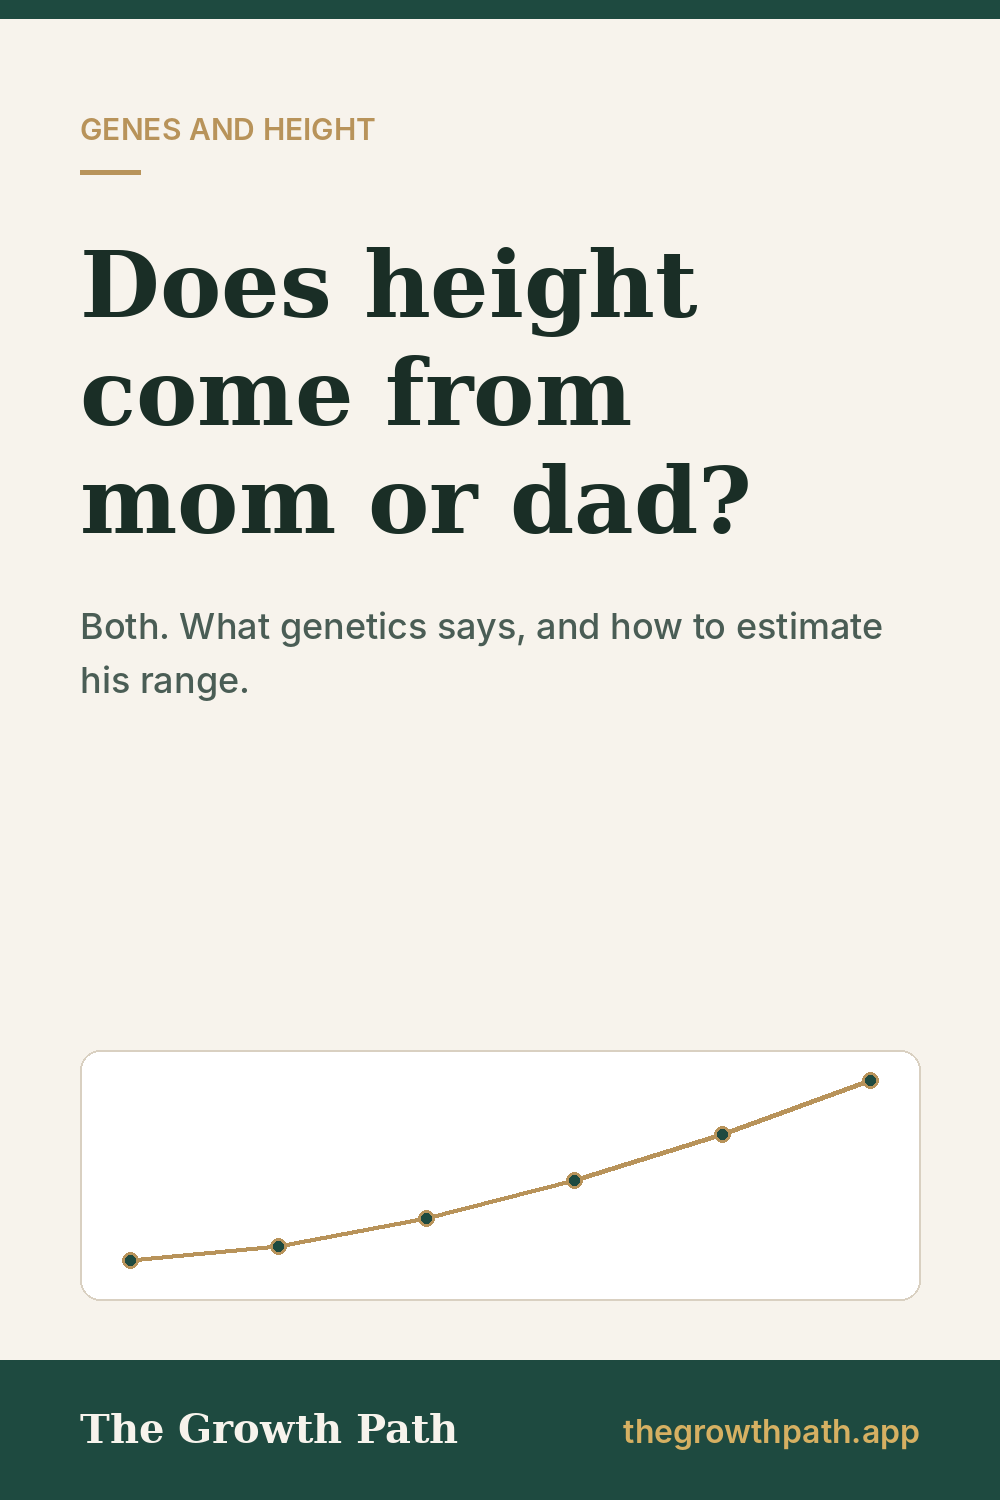 GENES AND HEIGHT
Does height
come from
mom or dad?
Both. What genetics says, and how to estimate
his range.
The Growth Path
thegrowthpath.app